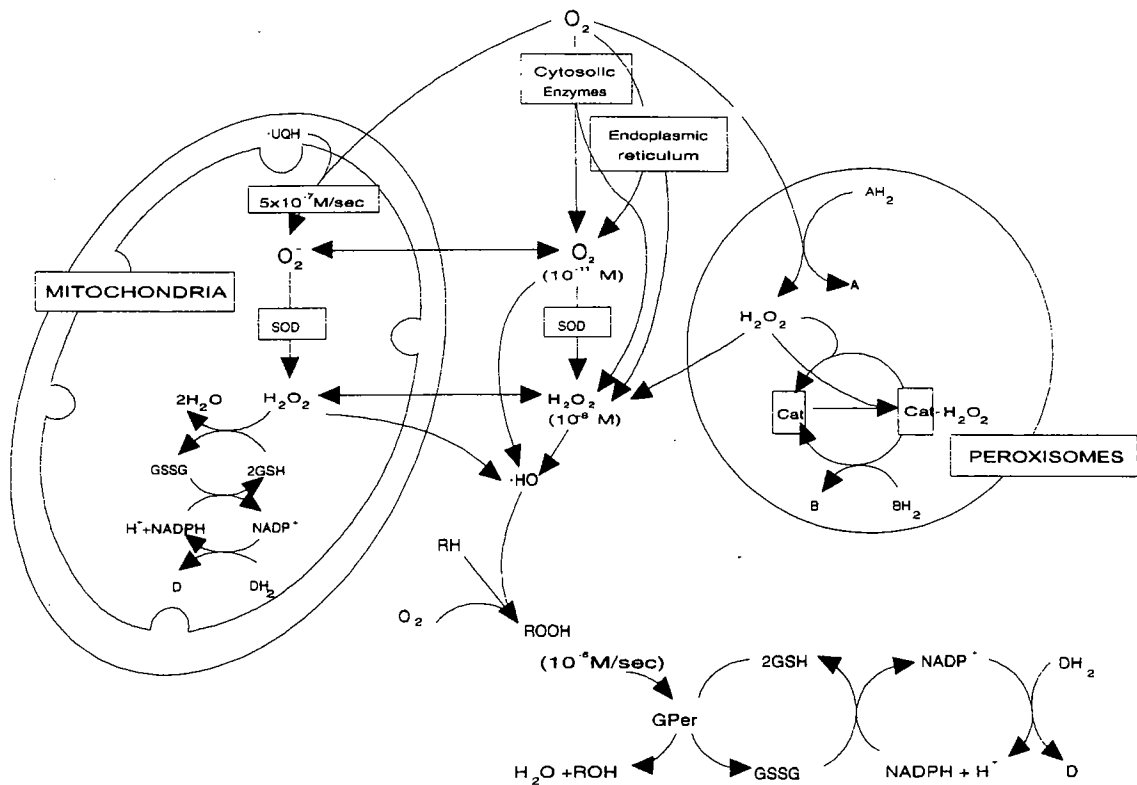 O₂
Cytosolic
Enzymes
Endoplasmic
reticulum
·UQH
5x10⁻⁷M/sec
AH₂
O₂⁻
O₂⁻
(10⁻¹¹ M)
A
MITOCHONDRIA
SOD
SOD
H₂O₂
2H₂O
H₂O₂
H₂O₂
(10⁻⁸ M)
Cat
Cat-H₂O₂
PEROXISOMES
GSSG
2GSH
·HO
B
BH₂
H⁺+NADPH
NADP⁺
RH
D
DH₂
O₂
ROOH
(10⁻⁶M/sec)
2GSH
NADP⁺
DH₂
GPer
H₂O +ROH
GSSG
NADPH + H⁺
D